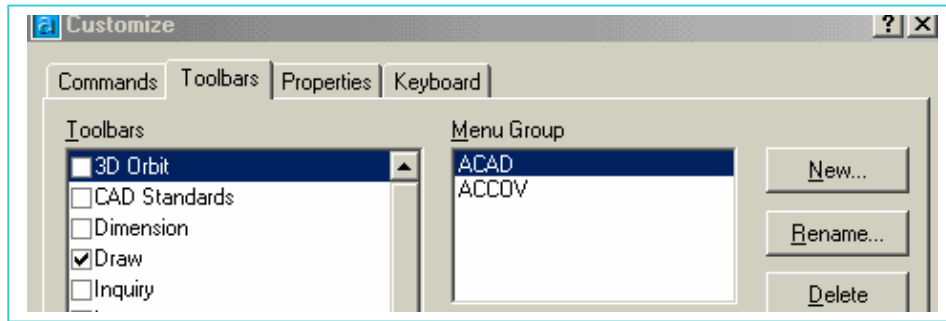 Customize
Commands Toolbars Properties Keyboard
Toolbars
3D Orbit
CAD Standards
Dimension
Draw
Inquiry
Menu Group
ACAD
ACCOV
New...
Rename...
Delete